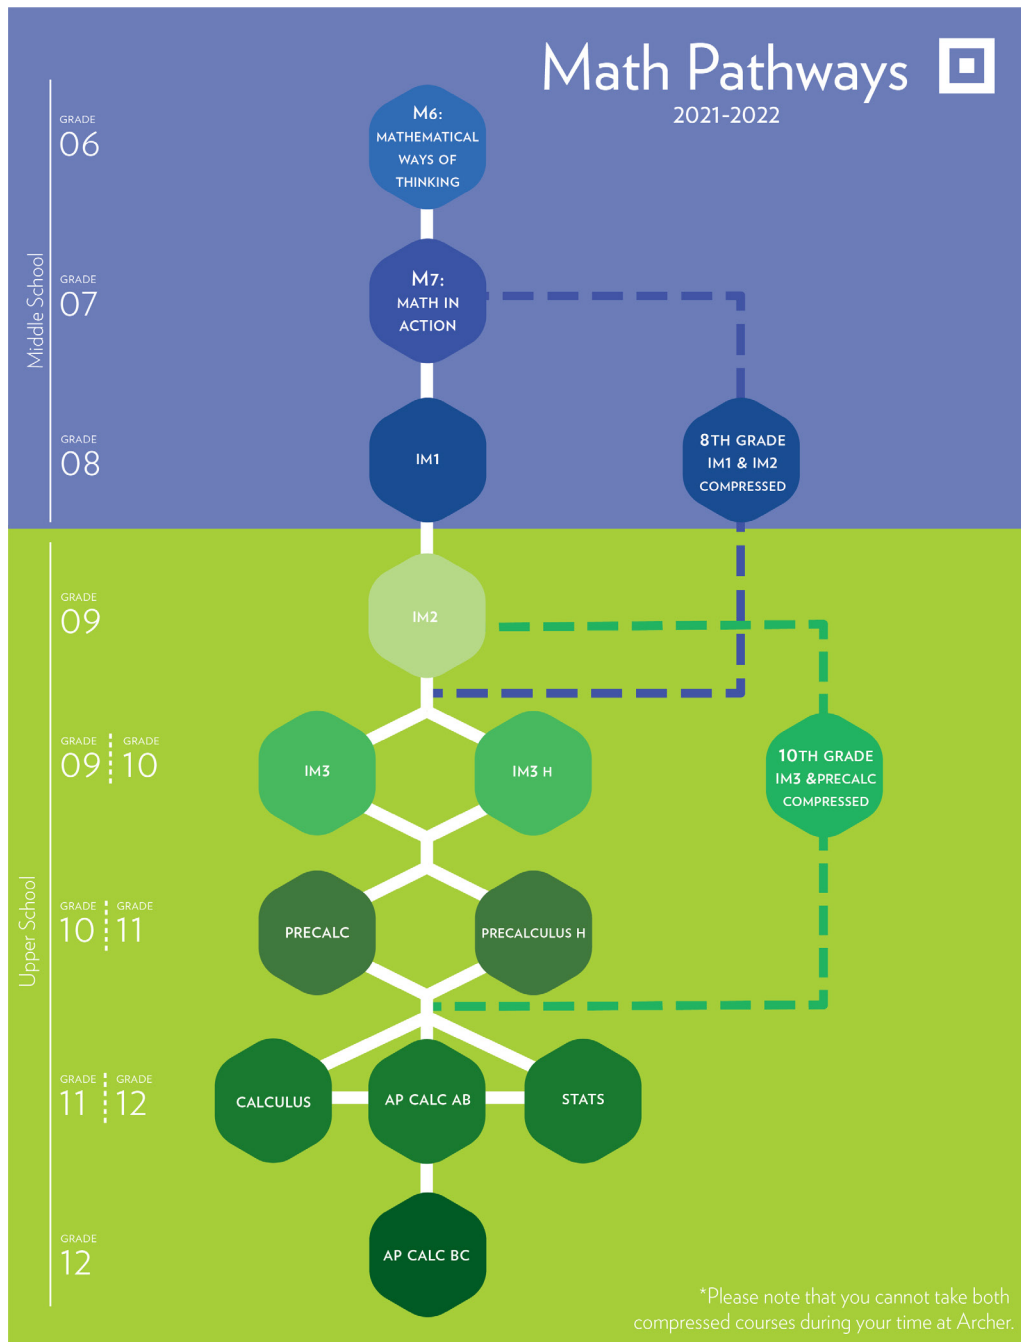 Math Pathways
2021-2022
Middle School
GRADE
06
M6:
MATHEMATICAL
WAYS OF
THINKING
GRADE
07
M7:
MATH IN
ACTION
GRADE
08
IM1
8TH GRADE
IM1 & IM2
COMPRESSED
Upper School
GRADE
09
IM2
GRADE GRADE
09 10
IM3
IM3 H
10TH GRADE
IM3 &PRECALC
COMPRESSED
GRADE GRADE
10 11
PRECALC
PRECALCULUS H
GRADE GRADE
11 12
CALCULUS
AP CALC AB
STATS
GRADE
12
AP CALC BC
*Please note that you cannot take both
compressed courses during your time at Archer.